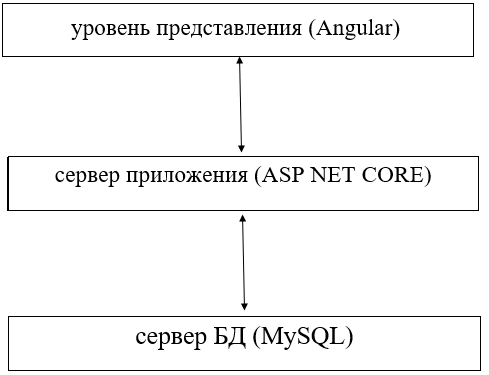 уровень представления (Angular)
сервер приложения (ASP NET CORE)
сервер БД (MySQL)